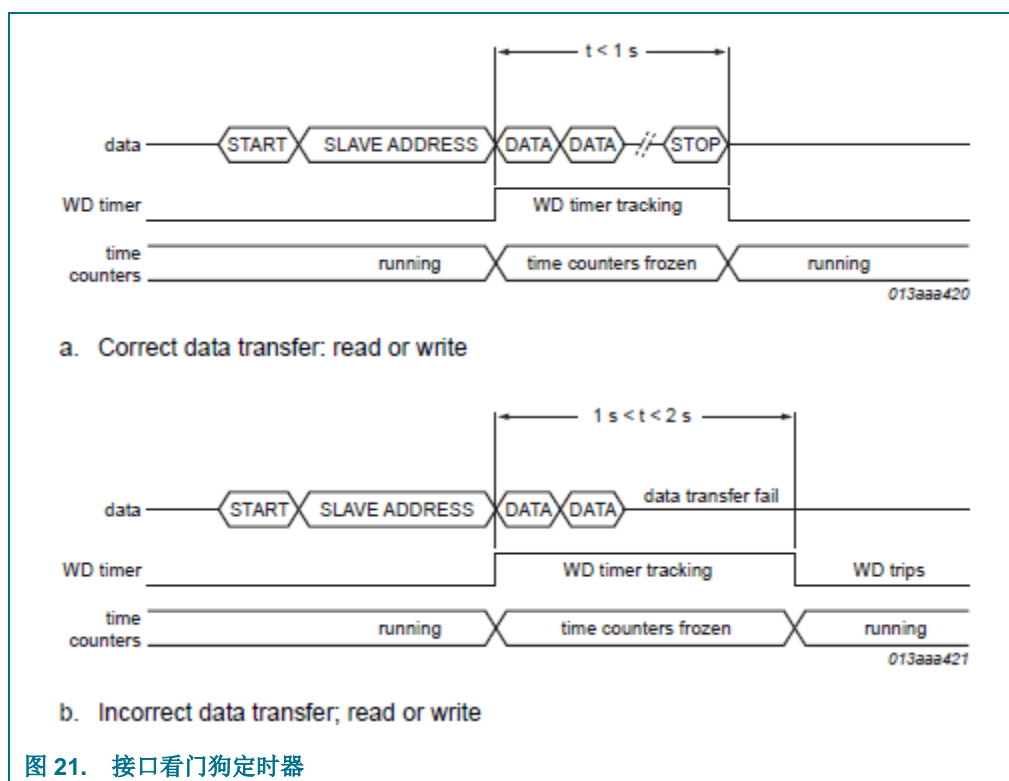 t < 1 s
data START SLAVE ADDRESS DATA DATA STOP
WD timer WD timer tracking
time counters running time counters frozen running
013aaa420
a. Correct data transfer: read or write
1 s < t < 2 s
data START SLAVE ADDRESS DATA DATA data transfer fail
WD timer WD timer tracking WD trips
time counters running time counters frozen running
013aaa421
b. Incorrect data transfer; read or write
图 21. 接口看门狗定时器